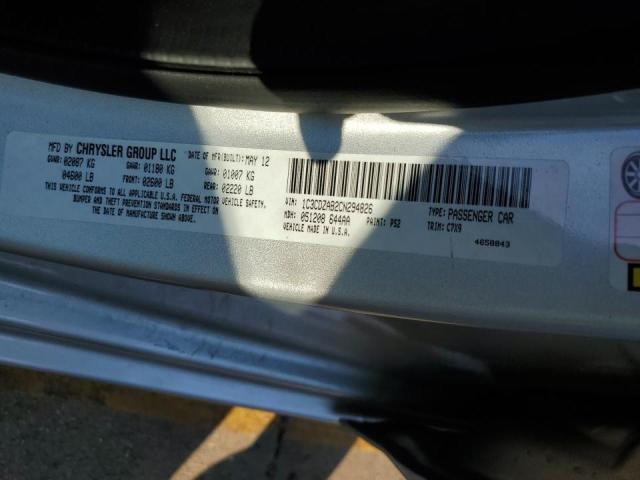 MFD BY CHRYSLER GROUP LLC DATE OF MFR(BUILT): MAY 12
GVWR: 02087 KG GAWR: 01180 KG GAWR: 01007 KG
04600 LB FRONT: 02600 LB REAR: 02220 LB
THIS VEHICLE CONFORMS TO ALL APPLICABLE U.S.A. FEDERAL MOTOR VEHICLE SAFETY,
BUMPER AND THEFT PREVENTION STANDARDS IN EFFECT ON
THE DATE OF MANUFACTURE SHOWN ABOVE.
VIN: 1C3CDZAB2CN294826 TYPE: PASSENGER CAR
MDH: 051208 644AA PAINT: PS2 TRIM: C7X9
VEHICLE MADE IN U.S.A. 4658843